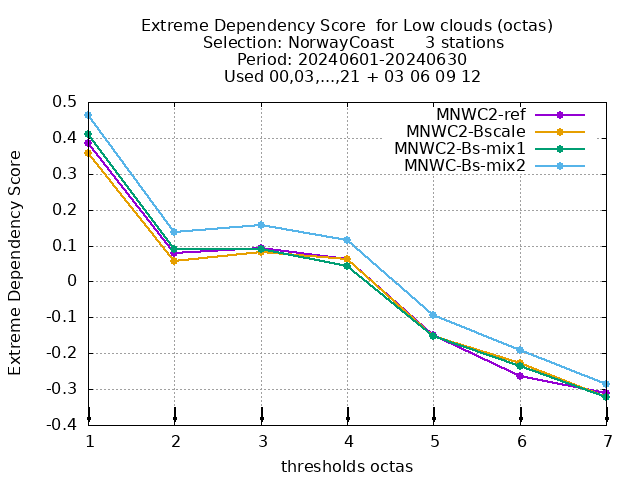 Extreme Dependency Score  for Low clouds (octas)
Selection: NorwayCoast      3 stations
Period: 20240601-20240630
Used 00,03,...,21 + 03 06 09 12
MNWC2-ref
MNWC2-Bscale
MNWC2-Bs-mix1
MNWC-Bs-mix2
Extreme Dependency Score
0.5
0.4
0.3
0.2
0.1
0
-0.1
-0.2
-0.3
-0.4
1 2 3 4 5 6 7
thresholds octas